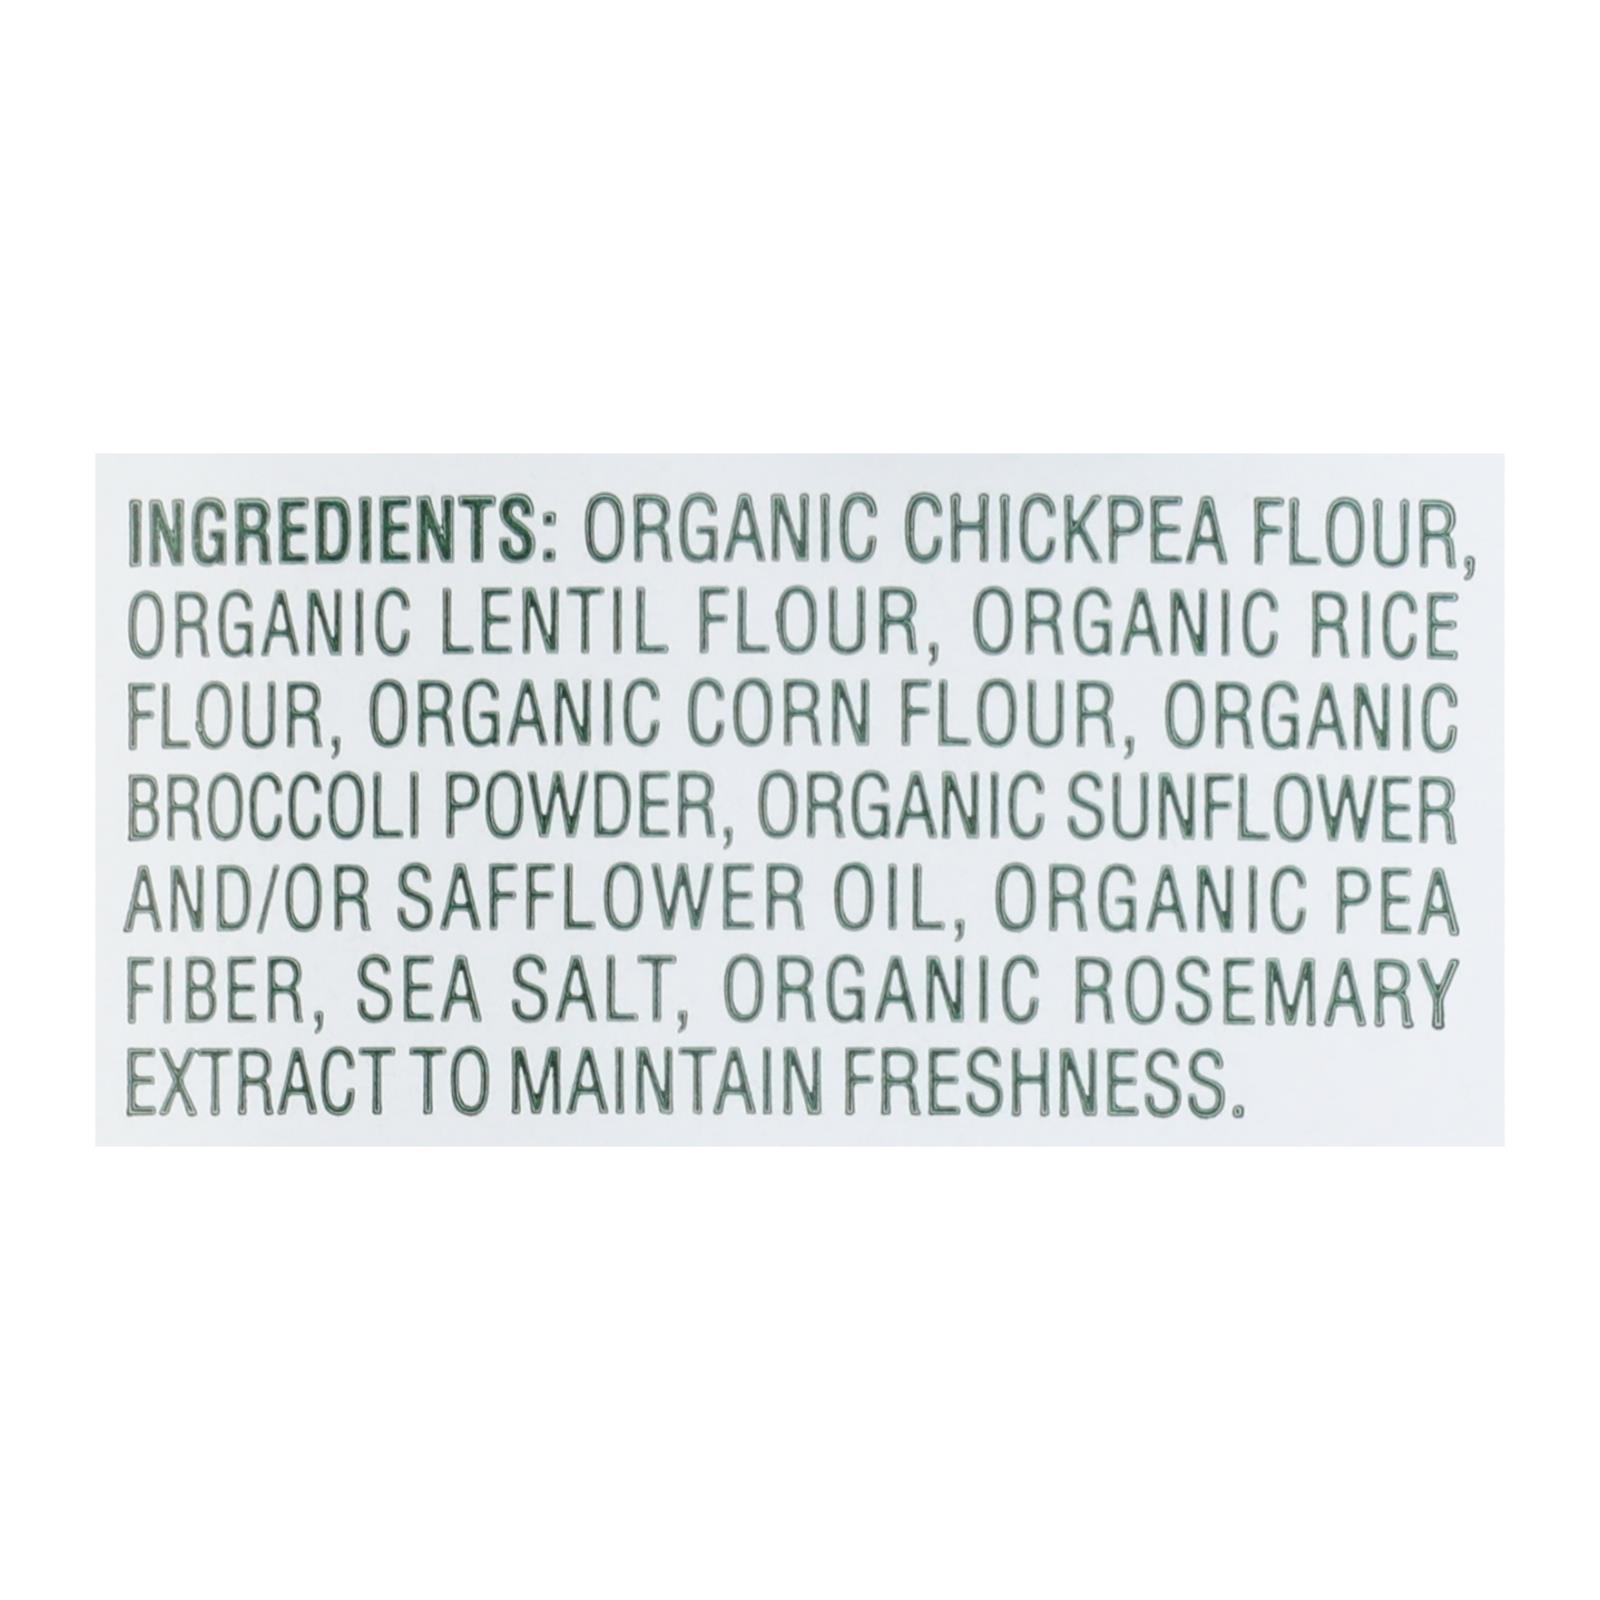 INGREDIENTS: ORGANIC CHICKPEA FLOUR,
ORGANIC LENTIL FLOUR, ORGANIC RICE
FLOUR, ORGANIC CORN FLOUR, ORGANIC
BROCCOLI POWDER, ORGANIC SUNFLOWER
AND/OR SAFFLOWER OIL, ORGANIC PEA
FIBER, SEA SALT, ORGANIC ROSEMARY
EXTRACT TO MAINTAIN FRESHNESS.